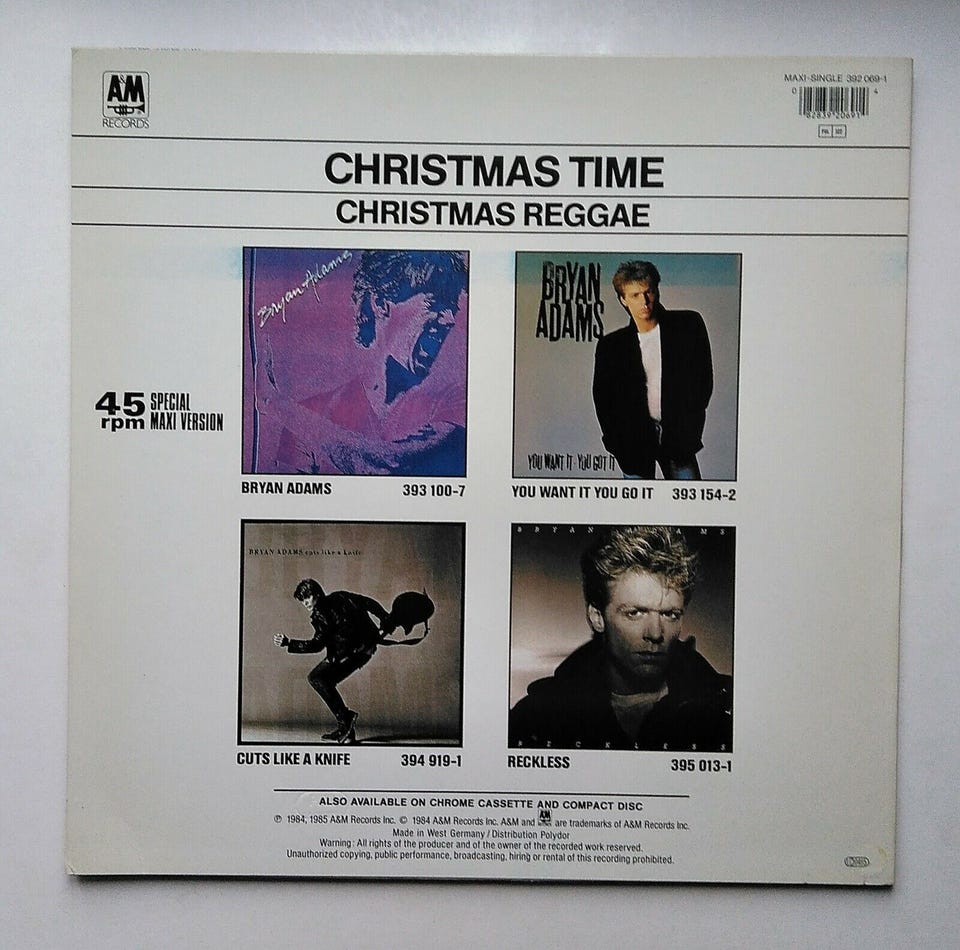 A&M
RECORDS
MAXI-SINGLE 392 069-1
0 82839 20691 4
CHRISTMAS TIME
CHRISTMAS REGGAE
45 rpm SPECIAL MAXI VERSION
Bryan Adams
BRYAN ADAMS 393 100-7
BRYAN ADAMS
YOU WANT IT · YOU GOT IT
YOU WANT IT YOU GO IT 393 154-2
BRYAN ADAMS cuts like a knife
CUTS LIKE A KNIFE 394 919-1
BRYAN ADAMS
RECKLESS
RECKLESS 395 013-1
ALSO AVAILABLE ON CHROME CASSETTE AND COMPACT DISC
℗ 1984, 1985 A&M Records Inc. © 1984 A&M Records Inc. A&M and A&M are trademarks of A&M Records Inc.
Made in West Germany / Distribution Polydor
Warning: All rights of the producer and of the owner of the recorded work reserved.
Unauthorized copying, public performance, broadcasting, hiring or rental of this recording prohibited.